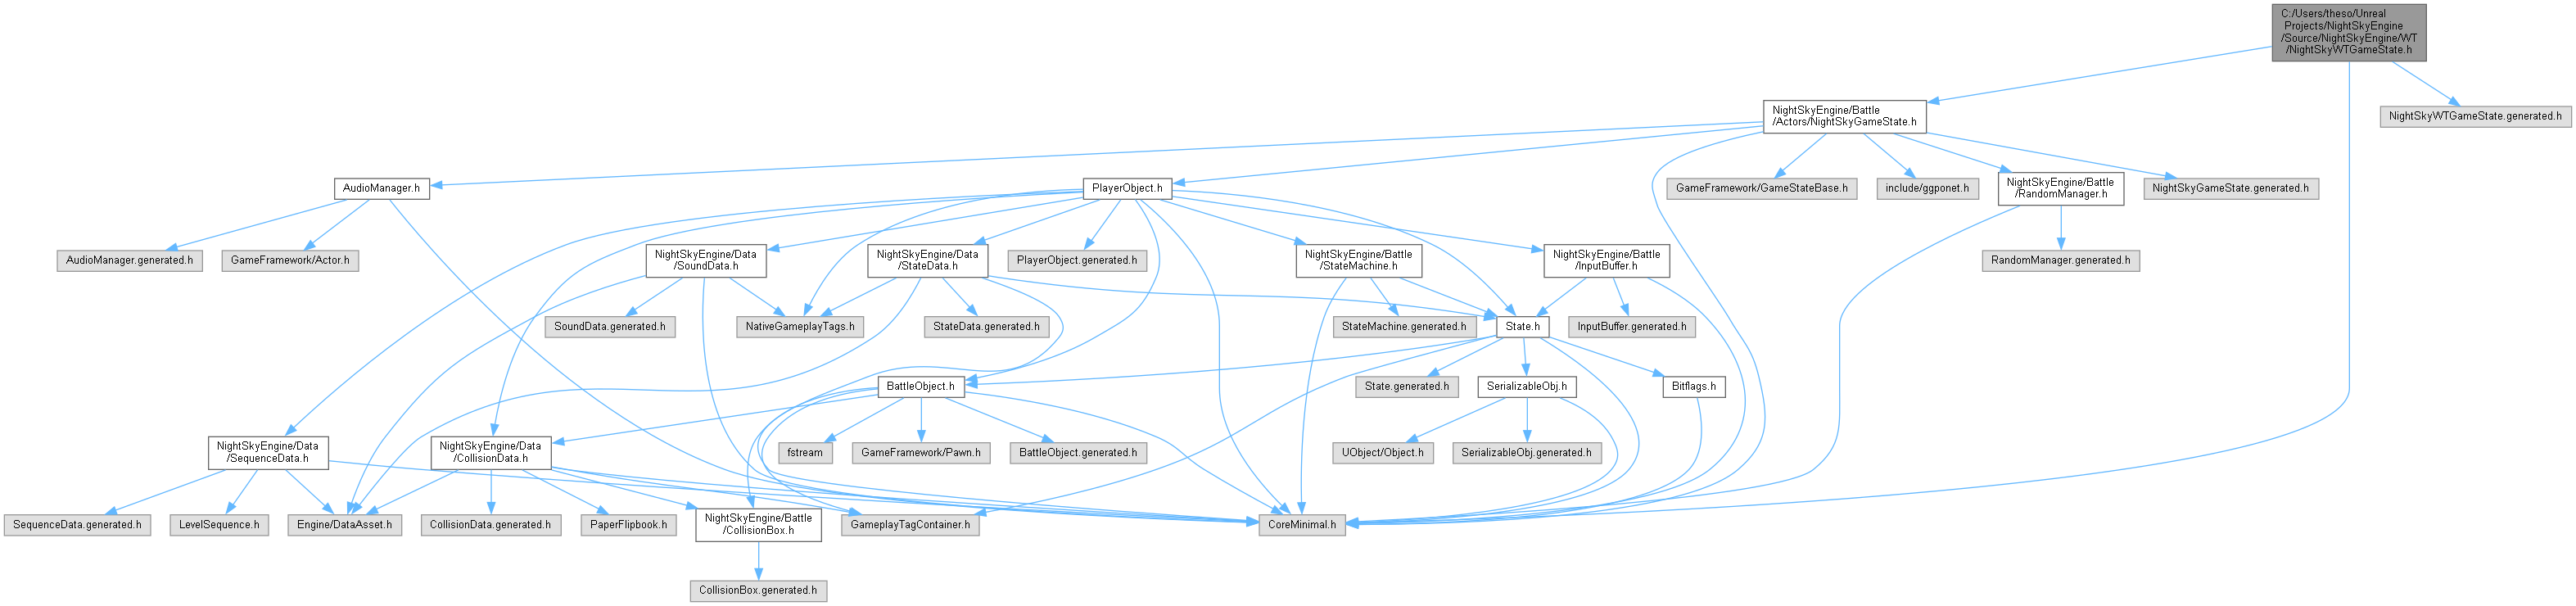 C:/Users/theso/Unreal
Projects/NightSkyEngine
/Source/NightSkyEngine/WT
/NightSkyWTGameState.h
NightSkyEngine/Battle
/Actors/NightSkyGameState.h
NightSkyWTGameState.generated.h
AudioManager.h
PlayerObject.h
GameFramework/GameStateBase.h
include/ggponet.h
NightSkyEngine/Battle
/RandomManager.h
NightSkyGameState.generated.h
AudioManager.generated.h
GameFramework/Actor.h
NightSkyEngine/Data
/SoundData.h
NightSkyEngine/Data
/StateData.h
PlayerObject.generated.h
NightSkyEngine/Battle
/StateMachine.h
NightSkyEngine/Battle
/InputBuffer.h
RandomManager.generated.h
SoundData.generated.h
NativeGameplayTags.h
StateData.generated.h
StateMachine.generated.h
State.h
InputBuffer.generated.h
BattleObject.h
State.generated.h
SerializableObj.h
Bitflags.h
NightSkyEngine/Data
/SequenceData.h
NightSkyEngine/Data
/CollisionData.h
fstream
GameFramework/Pawn.h
BattleObject.generated.h
UObject/Object.h
SerializableObj.generated.h
SequenceData.generated.h
LevelSequence.h
Engine/DataAsset.h
CollisionData.generated.h
PaperFlipbook.h
NightSkyEngine/Battle
/CollisionBox.h
GameplayTagContainer.h
CoreMinimal.h
CollisionBox.generated.h